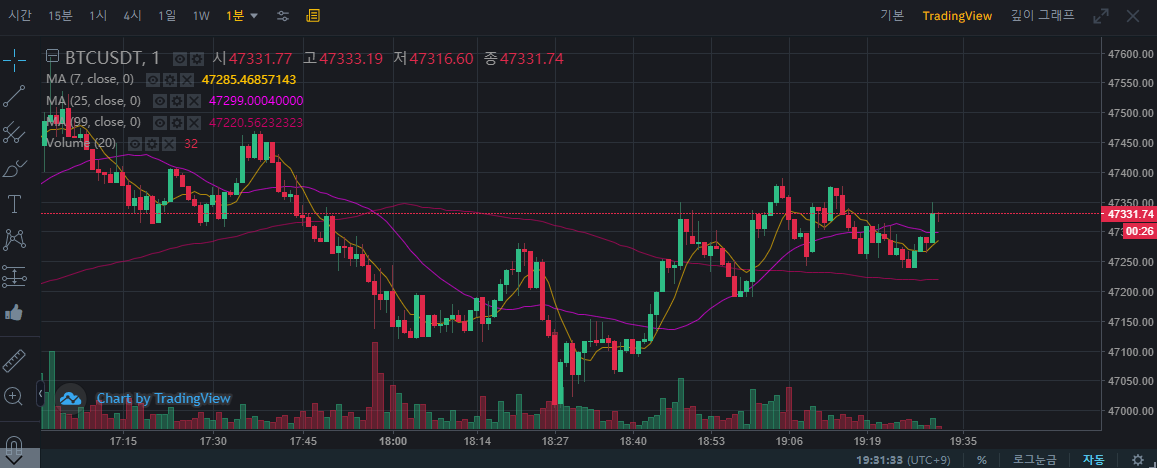 시간 15분 1시 4시 1일 1W 1분 기본 TradingView 깊이 그래프
BTCUSDT, 1 시47331.77 고47333.19 저47316.60 종47331.74
MA (7, close, 0) 47285.46857143
MA (25, close, 0) 47299.00040000
MA (99, close, 0) 47220.56232323
Volume (20) 32
47600.00
47550.00
47500.00
47450.00
47400.00
47350.00
47331.74
00:26
47250.00
47200.00
47150.00
47100.00
47050.00
47000.00
Chart by TradingView
17:15 17:30 17:45 18:00 18:14 18:27 18:40 18:53 19:06 19:19 19:35
19:31:33 (UTC+9) % 로그눈금 자동